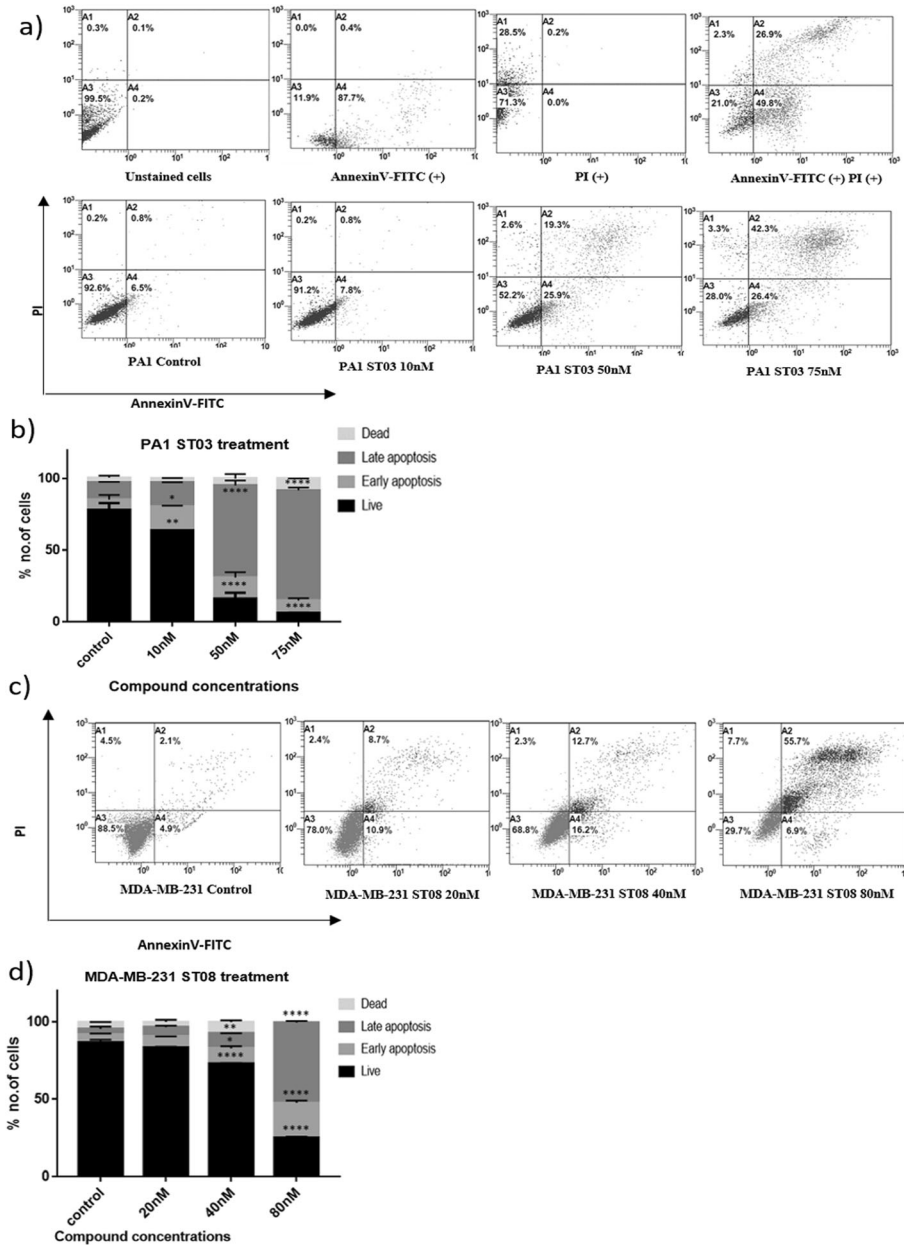 a)
A1 A2
0.3% 0.1%
A3 A4
99.5% 0.2%
Unstained cells
A1 A2
0.0% 0.4%
A3 A4
11.9% 87.7%
AnnexinV-FITC (+)
A1 A2
28.5% 0.2%
A3 A4
71.3% 0.0%
PI (+)
A1 A2
2.3% 26.9%
A3 A4
21.0% 49.8%
AnnexinV-FITC (+) PI (+)
PI
A1 A2
0.2% 0.8%
A3 A4
92.6% 6.5%
PA1 Control
A1 A2
0.2% 0.8%
A3 A4
91.2% 7.8%
PA1 ST03 10nM
A1 A2
2.6% 19.3%
A3 A4
52.2% 25.9%
PA1 ST03 50nM
A1 A2
3.3% 42.3%
A3 A4
28.0% 26.4%
PA1 ST03 75nM
AnnexinV-FITC
b)
PA1 ST03 treatment
% no.of cells
100
50
0
* ** **** **** **** ****
Dead
Late apoptosis
Early apoptosis
Live
control 10nM 50nM 75nM
Compound concentrations
c)
PI
A1 A2
4.5% 2.1%
A3 A4
88.5% 4.9%
MDA-MB-231 Control
A1 A2
2.4% 8.7%
A3 A4
78.0% 10.9%
MDA-MB-231 ST08 20nM
A1 A2
2.3% 12.7%
A3 A4
68.8% 16.2%
MDA-MB-231 ST08 40nM
A1 A2
7.7% 55.7%
A3 A4
29.7% 6.9%
MDA-MB-231 ST08 80nM
AnnexinV-FITC
d)
MDA-MB-231 ST08 treatment
% no.of cells
100
50
0
** * **** **** **** ****
Dead
Late apoptosis
Early apoptosis
Live
control 20nM 40nM 80nM
Compound concentrations